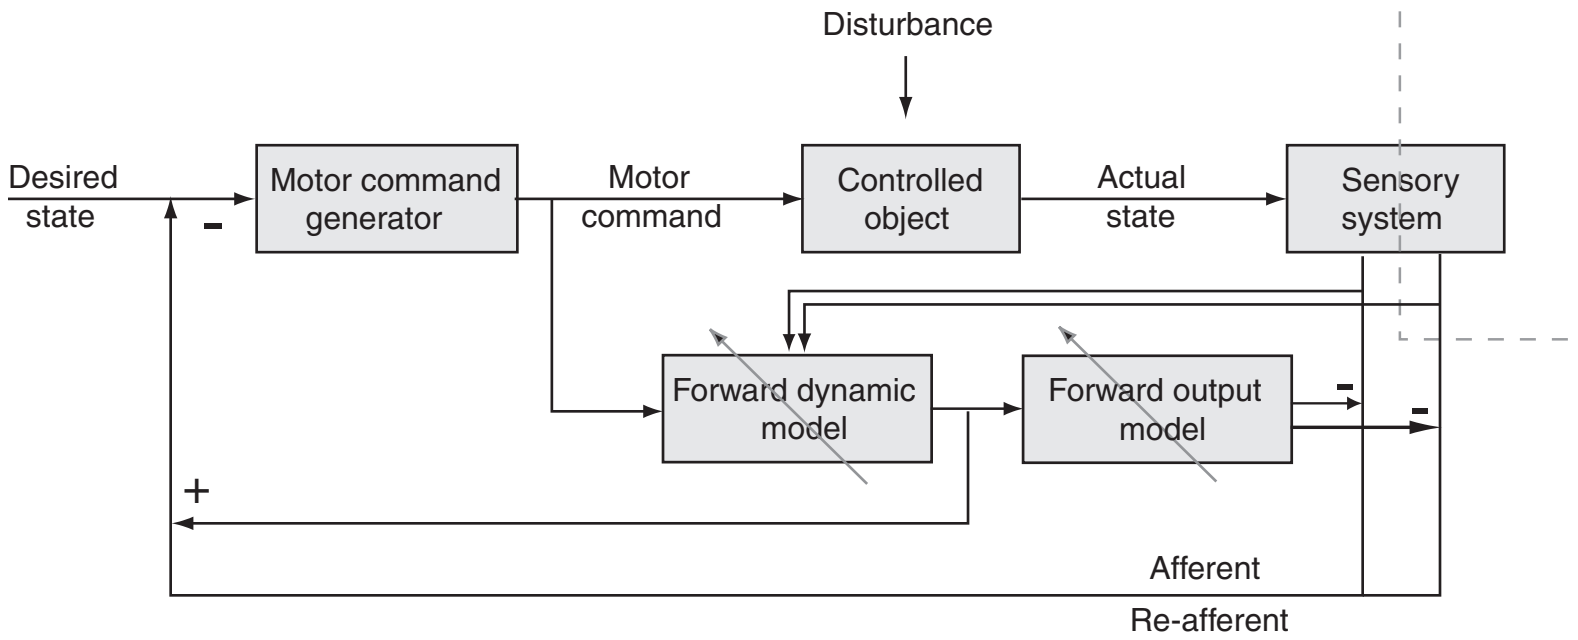 Disturbance
Desired
state
-
Motor command
generator
Motor
command
Controlled
object
Actual
state
Sensory
system
Forward dynamic
model
Forward output
model
-
-
+
Afferent
Re-afferent